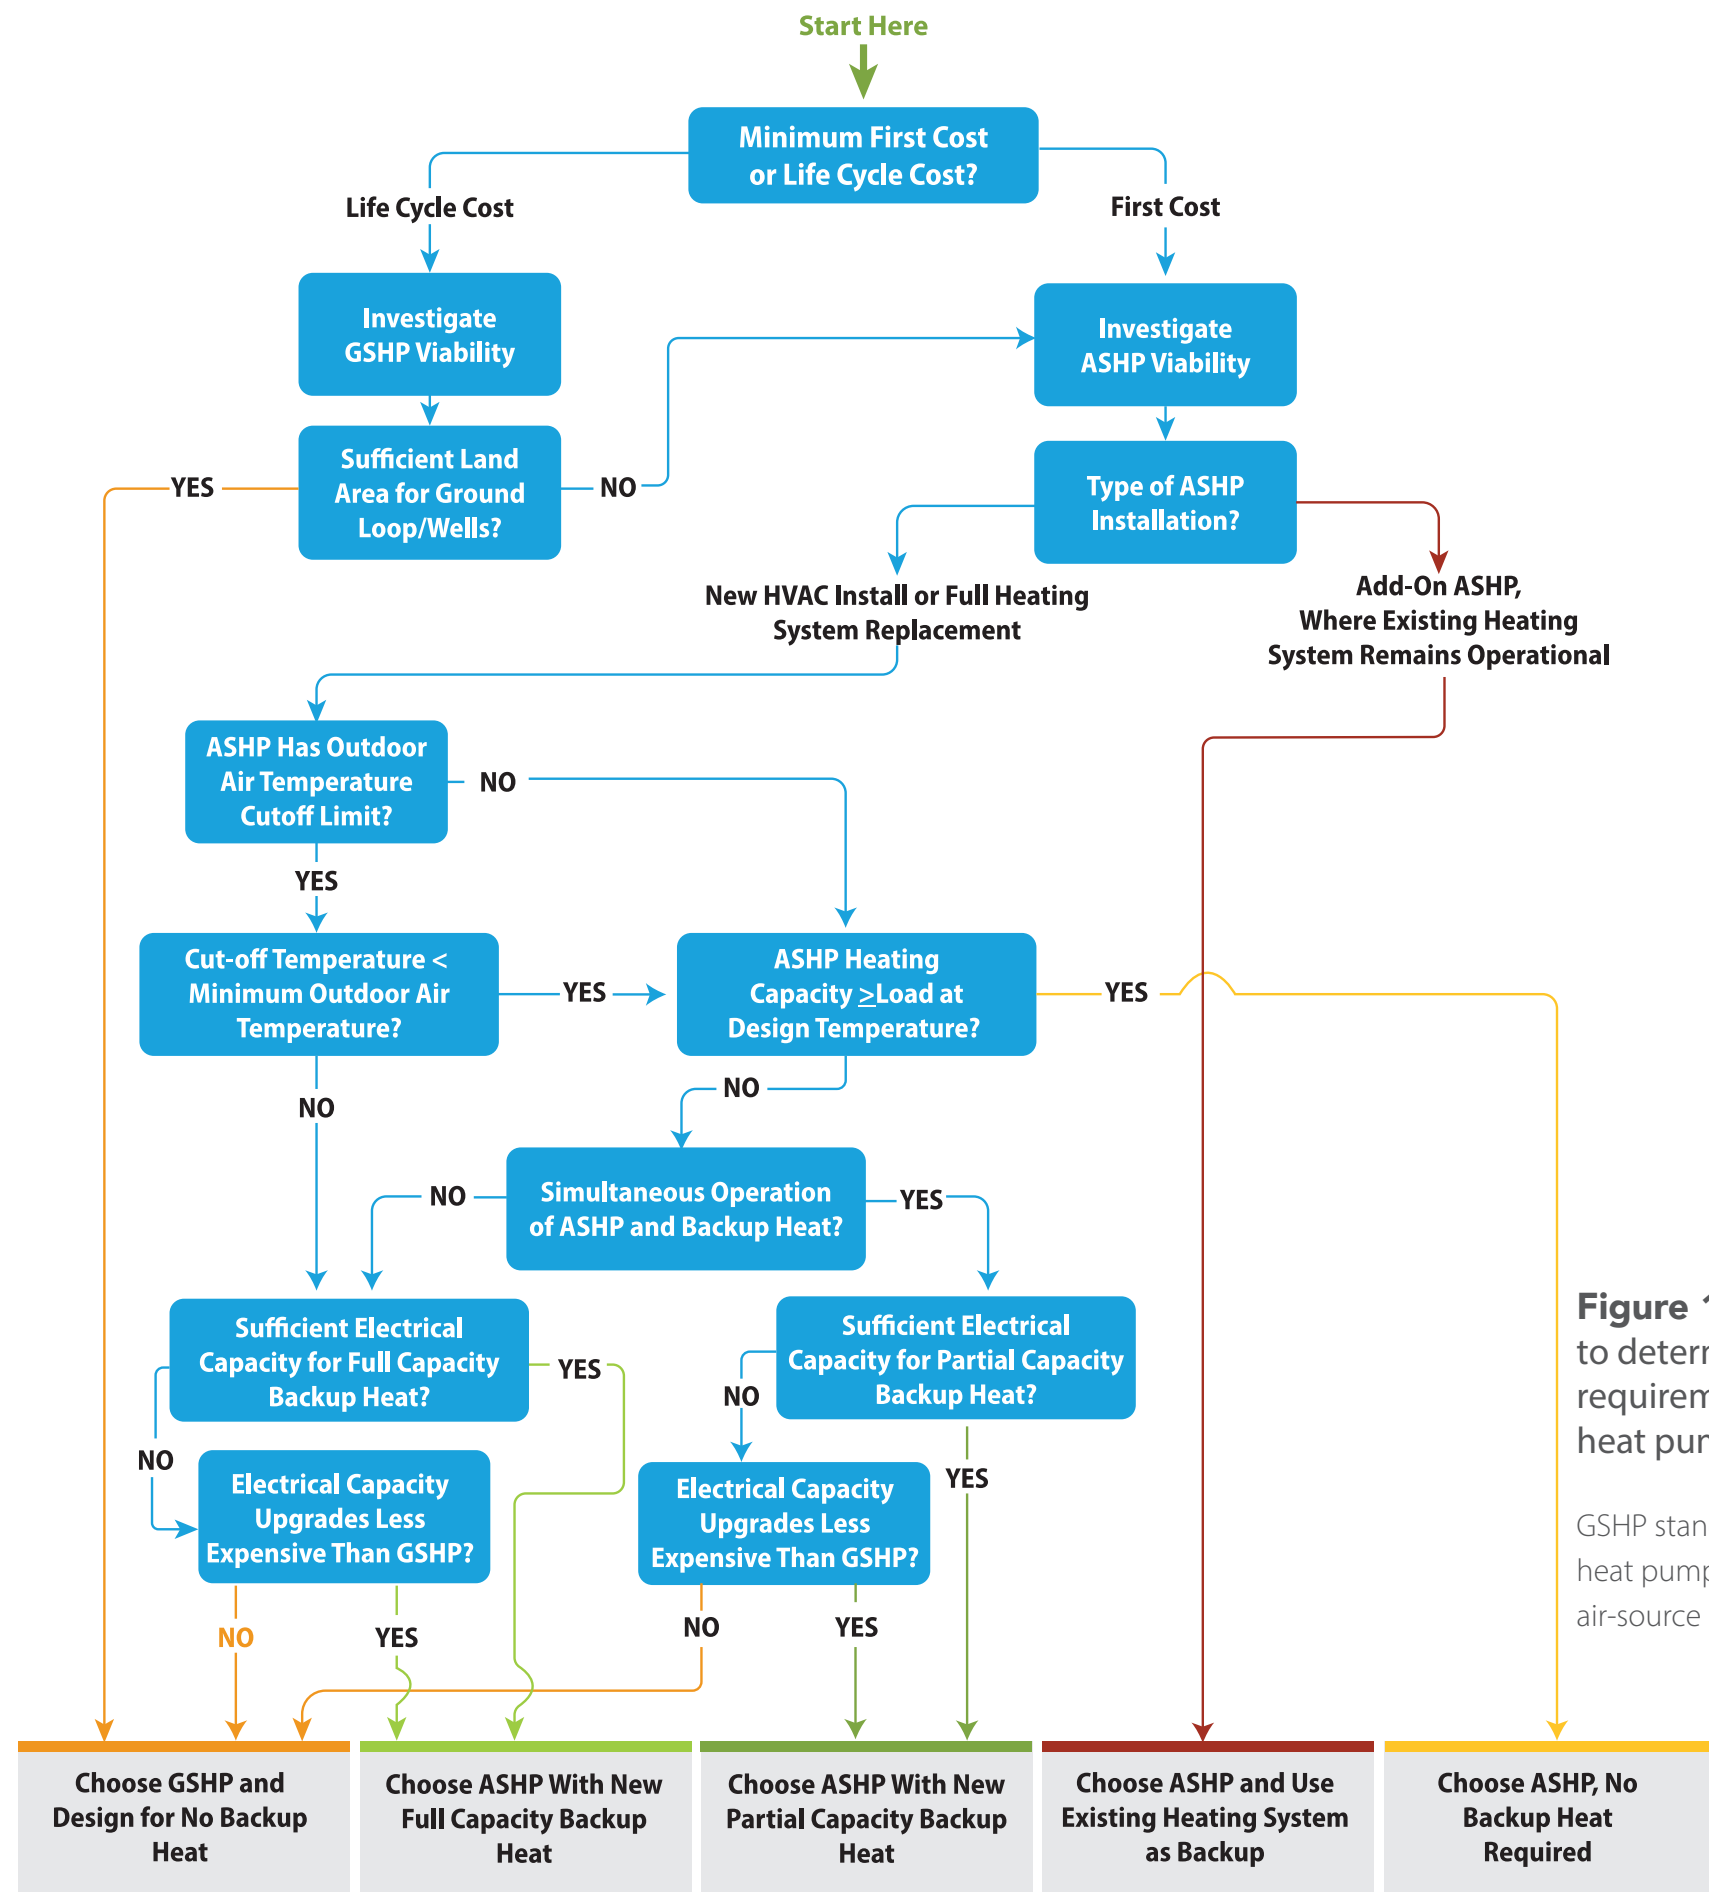 Start Here
Minimum First Cost
or Life Cycle Cost?
Life Cycle Cost
First Cost
Investigate
GSHP Viability
Investigate
ASHP Viability
Sufficient Land
Area for Ground
Loop/Wells?
YES
NO
Type of ASHP
Installation?
New HVAC Install or Full Heating
System Replacement
Add-On ASHP,
Where Existing Heating
System Remains Operational
ASHP Has Outdoor
Air Temperature
Cutoff Limit?
NO
YES
Cut-off Temperature <
Minimum Outdoor Air
Temperature?
YES
ASHP Heating
Capacity ≥Load at
Design Temperature?
YES
NO
NO
Simultaneous Operation
of ASHP and Backup Heat?
NO
YES
Sufficient Electrical
Capacity for Full Capacity
Backup Heat?
YES
NO
Sufficient Electrical
Capacity for Partial Capacity
Backup Heat?
NO
YES
Electrical Capacity
Upgrades Less
Expensive Than GSHP?
NO
YES
Electrical Capacity
Upgrades Less
Expensive Than GSHP?
NO
YES
Figure
to
heat
GSHP
heat pump
air-source
Choose GSHP and
Design for No Backup
Heat
Choose ASHP With New
Full Capacity Backup
Heat
Choose ASHP With New
Partial Capacity Backup
Heat
Choose ASHP and Use
Existing Heating System
as Backup
Choose ASHP, No
Backup Heat
Required